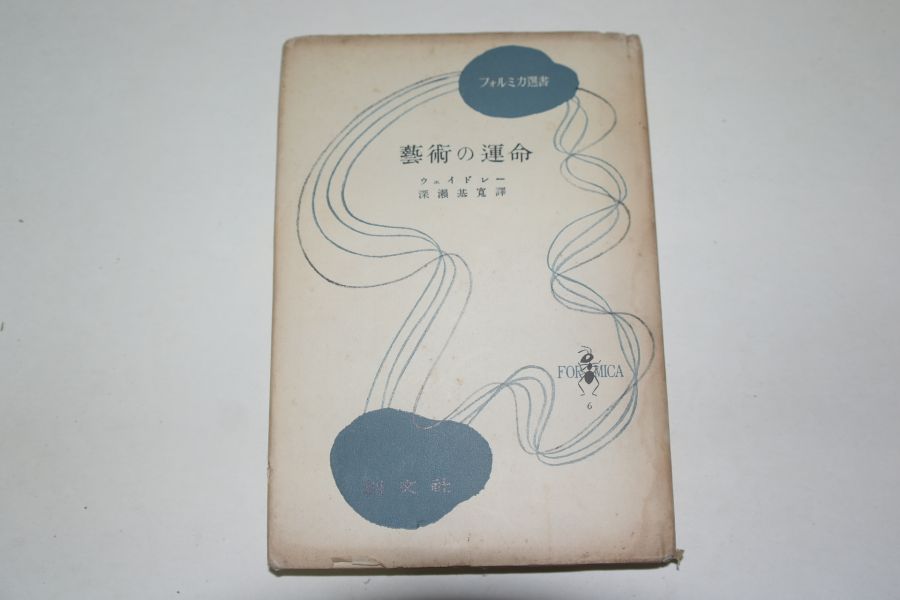 フォルミカ選書
藝術の運命
ウェイドレー
深瀬基寛譯
FORMICA
6
創文社